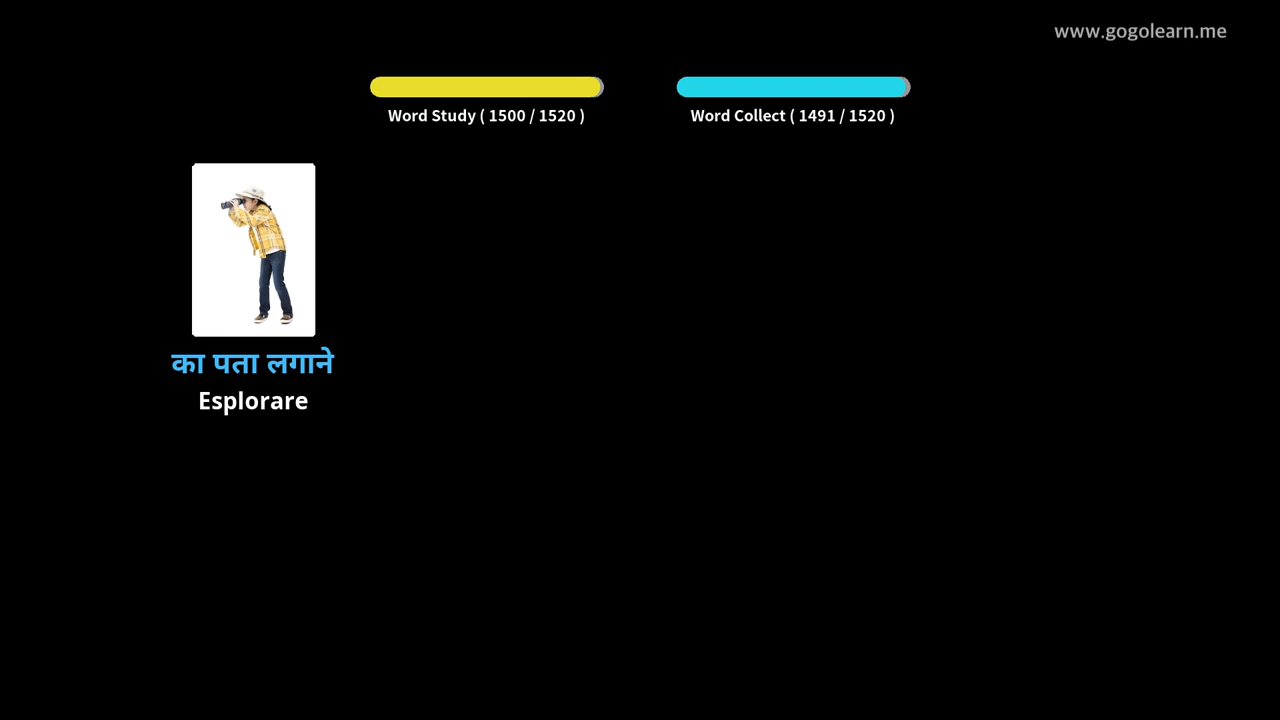 www.gogolearn.me
Word Study ( 1500 / 1520 )
Word Collect ( 1491 / 1520 )
का पता लगाने
Esplorare